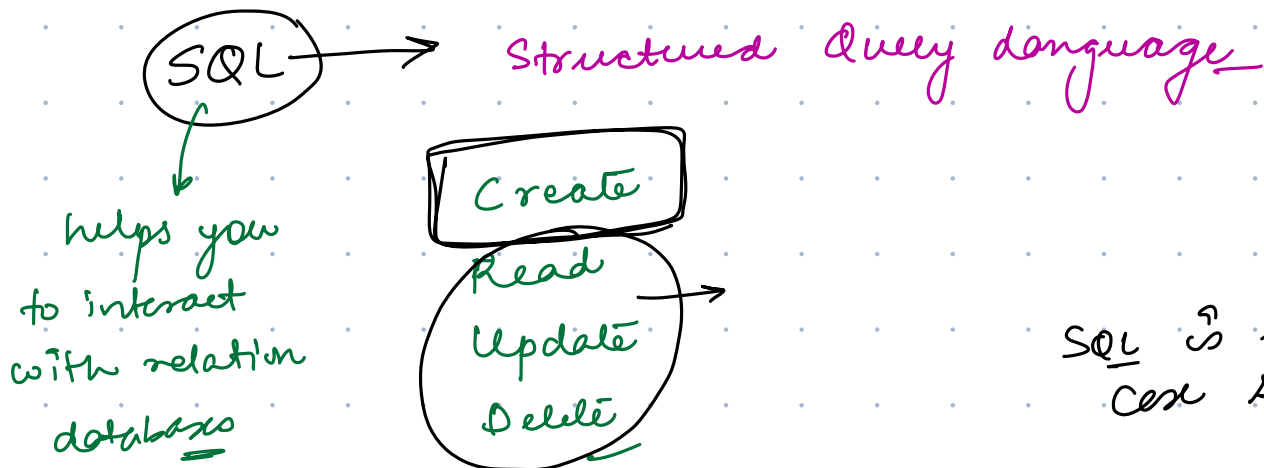 SQL → Structured Query Language
Create
Read
Update
Delete
helps you
to interact
with relation
databases
SQL is
Case